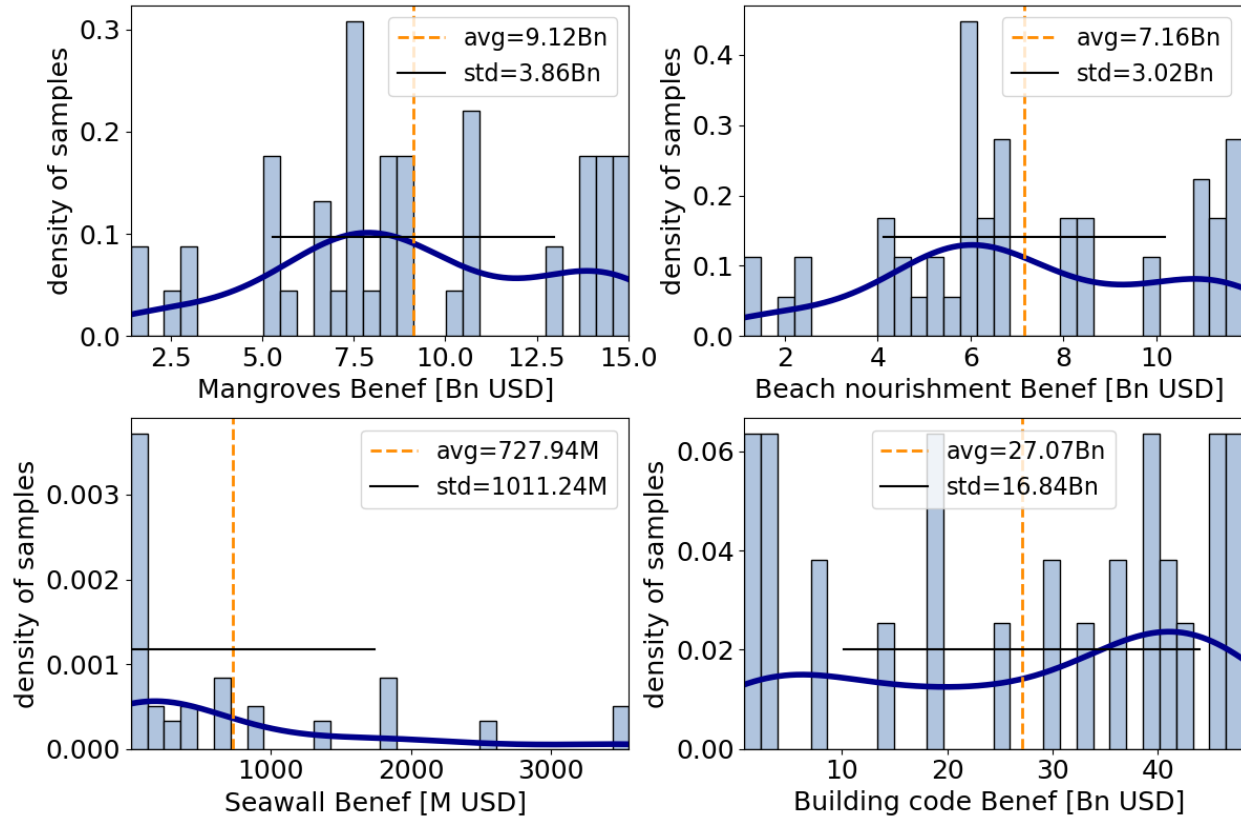 0.3
0.2
0.1
0.0
density of samples
avg=9.12Bn
std=3.86Bn
2.5
5.0
7.5
10.0
12.5
15.0
Mangroves Benef [Bn USD]
0.4
0.3
0.2
0.1
0.0
density of samples
avg=7.16Bn
std=3.02Bn
2
4
6
8
10
Beach nourishment Benef [Bn USD]
0.003
0.002
0.001
0.000
density of samples
avg=727.94M
std=1011.24M
1000
2000
3000
Seawall Benef [M USD]
0.06
0.04
0.02
0.00
density of samples
avg=27.07Bn
std=16.84Bn
10
20
30
40
Building code Benef [Bn USD]